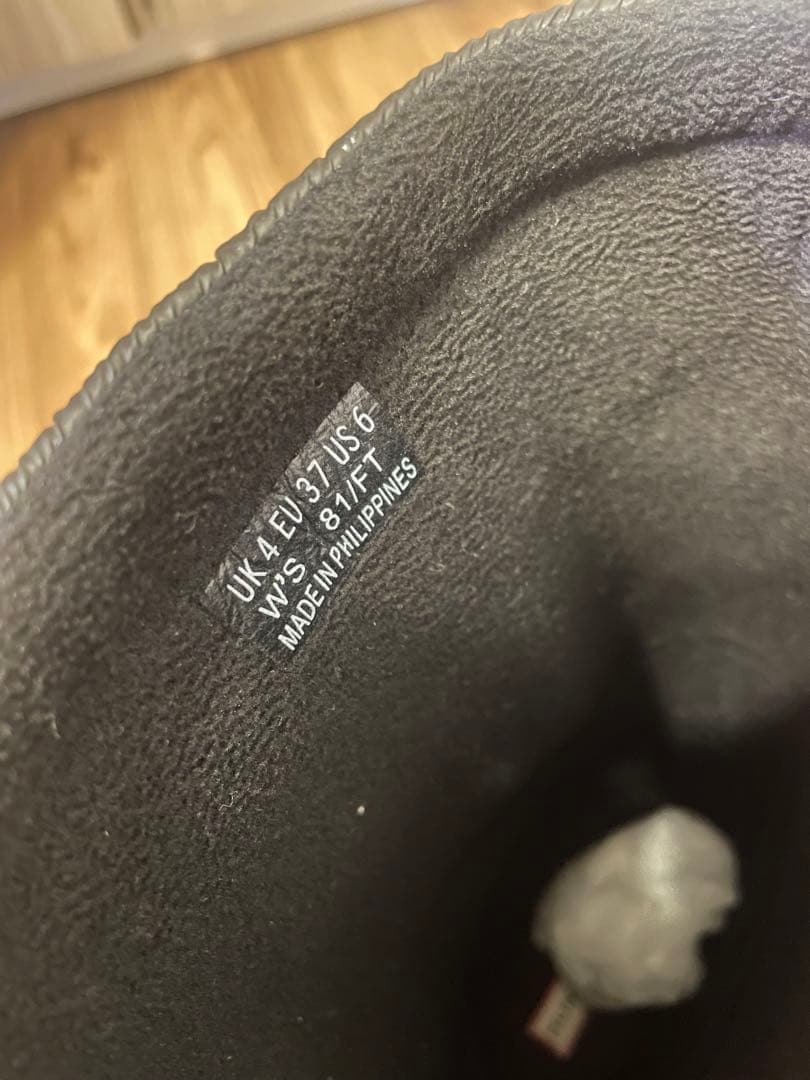 UK 4 EU 37 US 6
W'S 81/FT
MADE IN PHILIPPINES